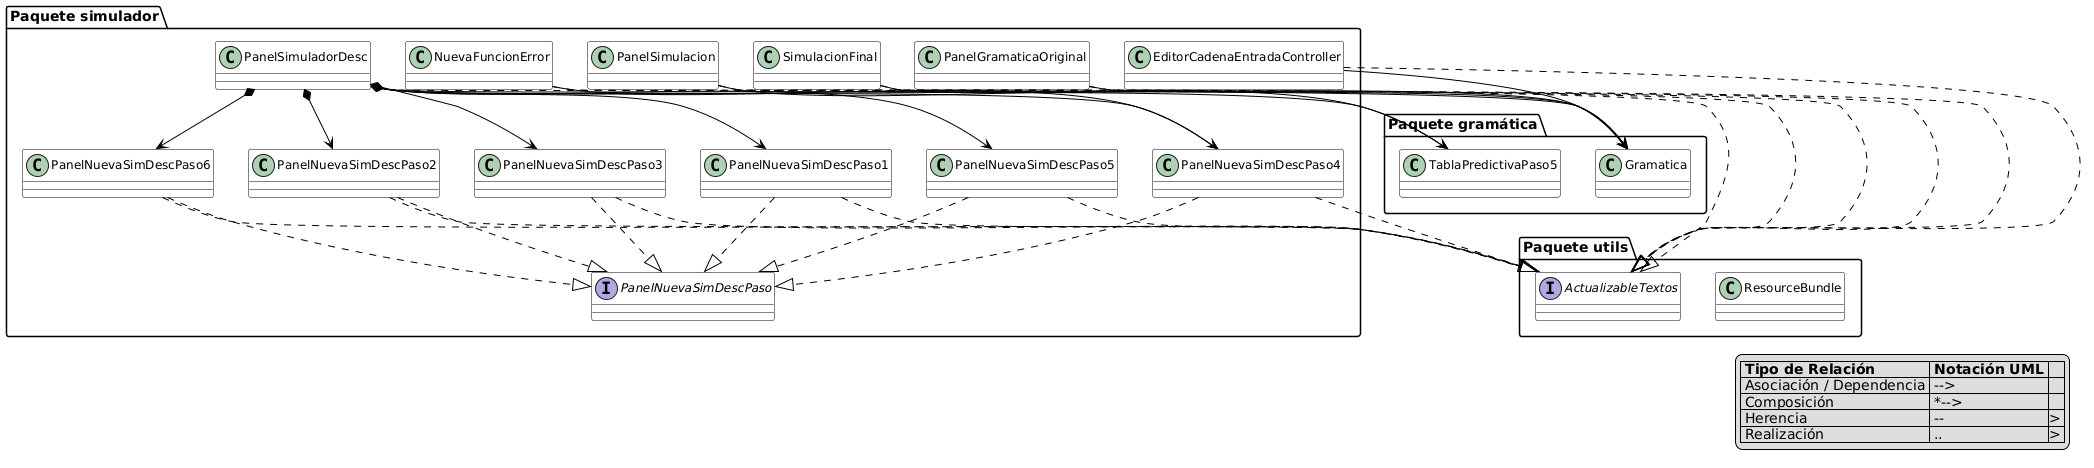 Paquete simulador
C PanelSimuladorDesc
C NuevaFuncionError
C PanelSimulacion
C SimulacionFinal
C PanelGramaticaOriginal
C EditorCadenaEntradaController
Paquete gramática
C PanelNuevaSimDescPaso6
C PanelNuevaSimDescPaso2
C PanelNuevaSimDescPaso3
C PanelNuevaSimDescPaso1
C PanelNuevaSimDescPaso5
C PanelNuevaSimDescPaso4
C TablaPredictivaPaso5
C Gramatica
Paquete utils
I PanelNuevaSimDescPaso
I ActualizableTextos
C ResourceBundle
Tipo de Relación Notación UML
Asociación / Dependencia -->
Composición *-->
Herencia -- >
Realización .. >